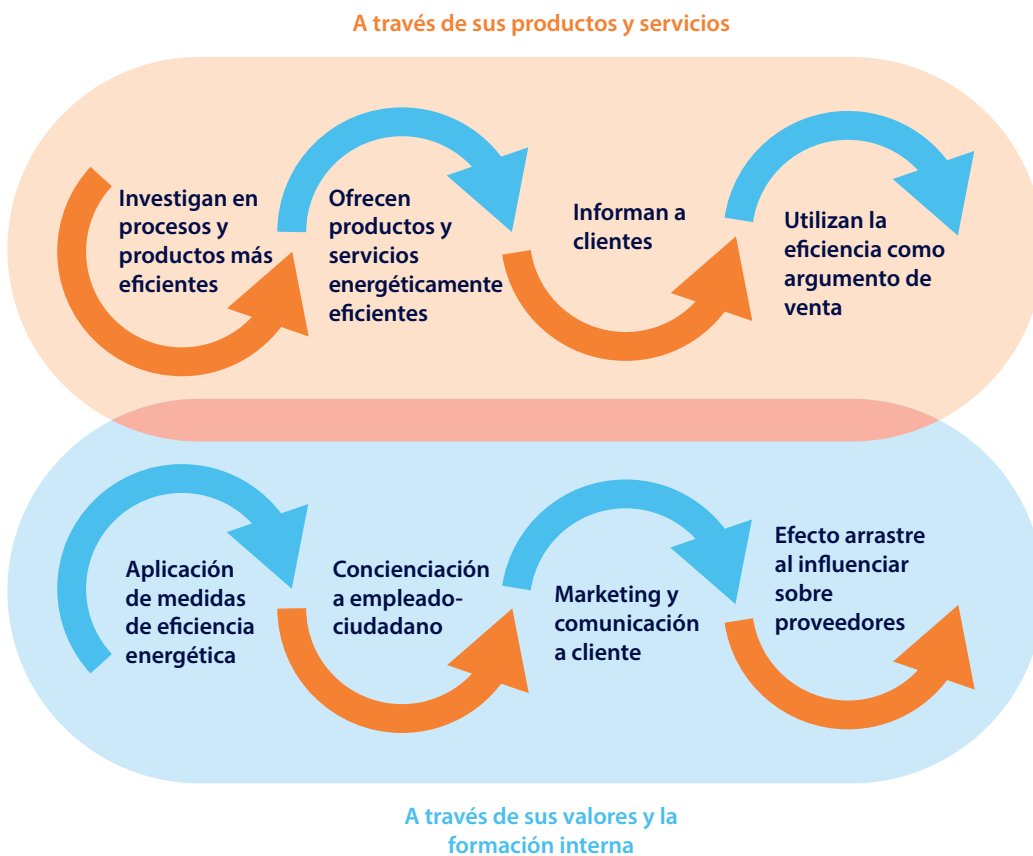 A través de sus productos y servicios
Investigan en
procesos y
productos más
eficientes
Ofrecen
productos y
servicios
energéticamente
eficientes
Informan a
clientes
Utilizan la
eficiencia como
argumento de
venta
Aplicación
de medidas
de eficiencia
energética
Concienciación
a empleado-
ciudadano
Marketing y
comunicación
a cliente
Efecto arrastre
al influenciar
sobre
proveedores
A través de sus valores y la
formación interna